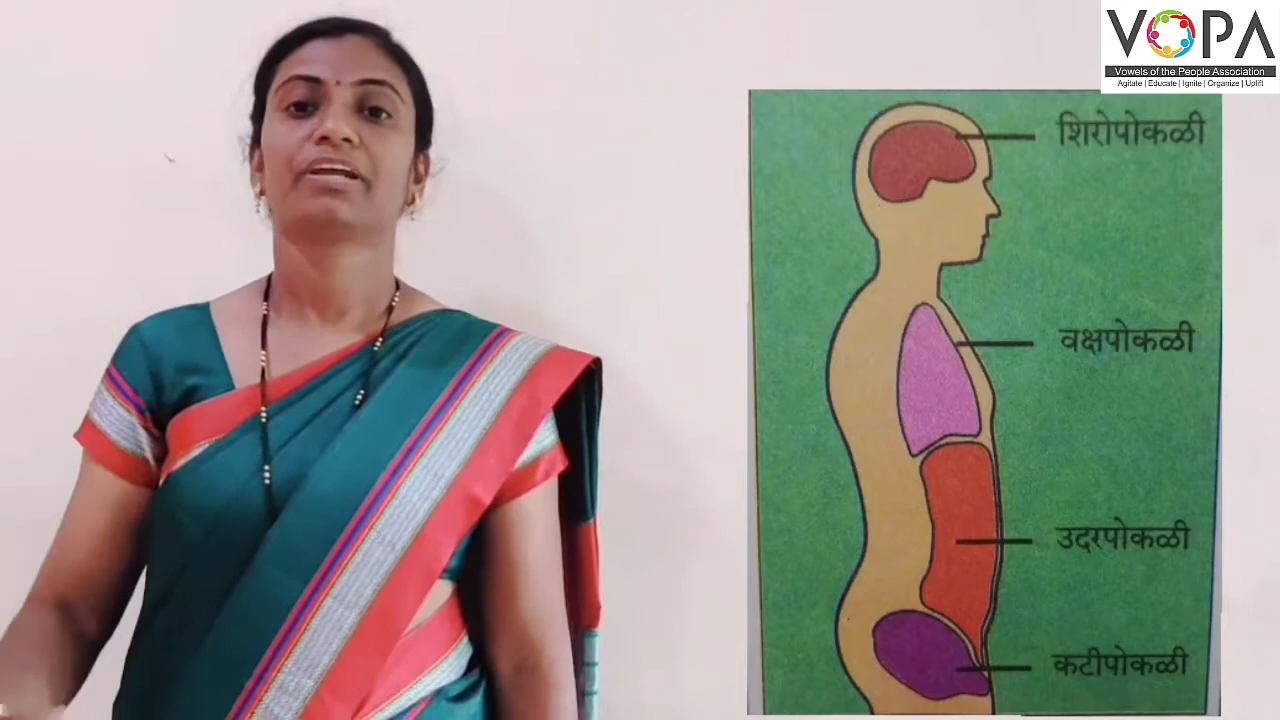 VOPA
Vowels of the People Association
Agitate | Educate | Ignite | Organize | Uplift
शिरोपोकळी
वक्षपोकळी
उदरपोकळी
कटीपोकळी